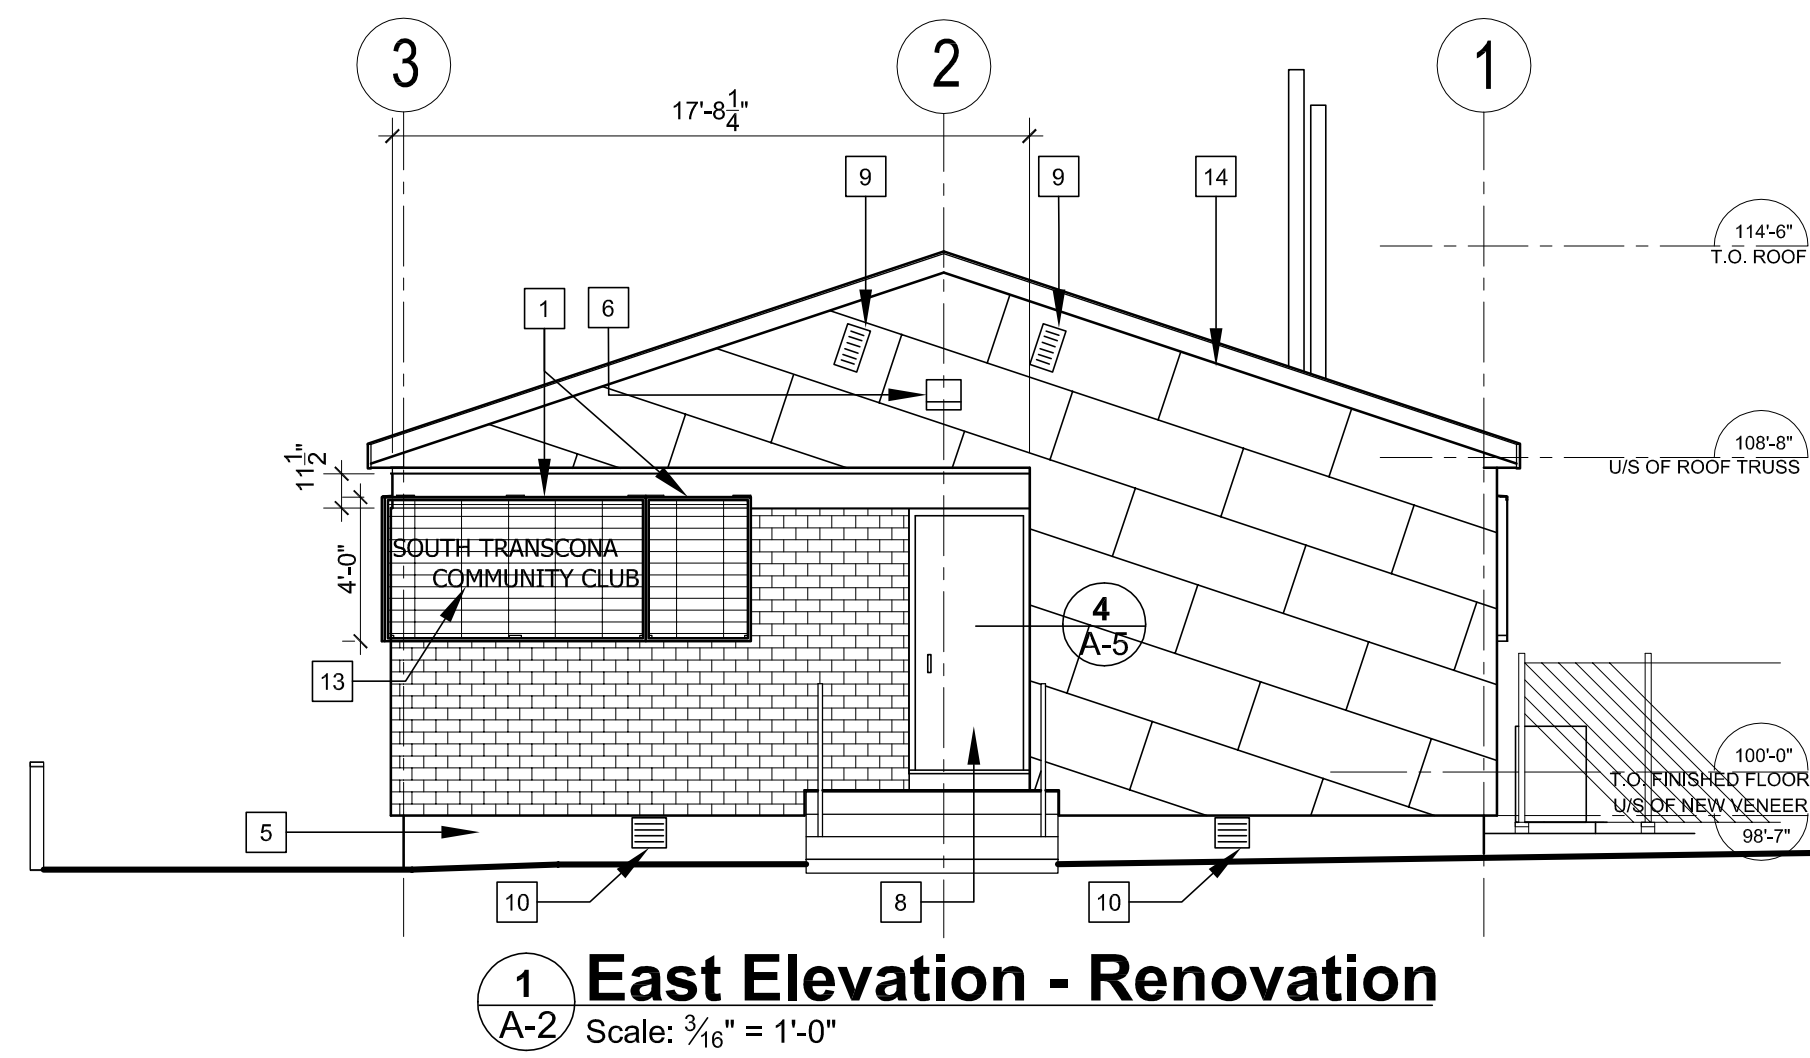 3
2
1
17'-8 1/4"
9
9
14
114'-6"
T.O. ROOF
1
6
108'-8"
U/S OF ROOF TRUSS
11 1/2"
4'-0"
SOUTH TRANSCONA
COMMUNITY CLUB
4
A-5
13
100'-0"
T.O. FINISHED FLOOR
U/S OF NEW VENEER
98'-7"
5
10
8
10
1
A-2
East Elevation - Renovation
Scale: 3⁄16" = 1'-0"